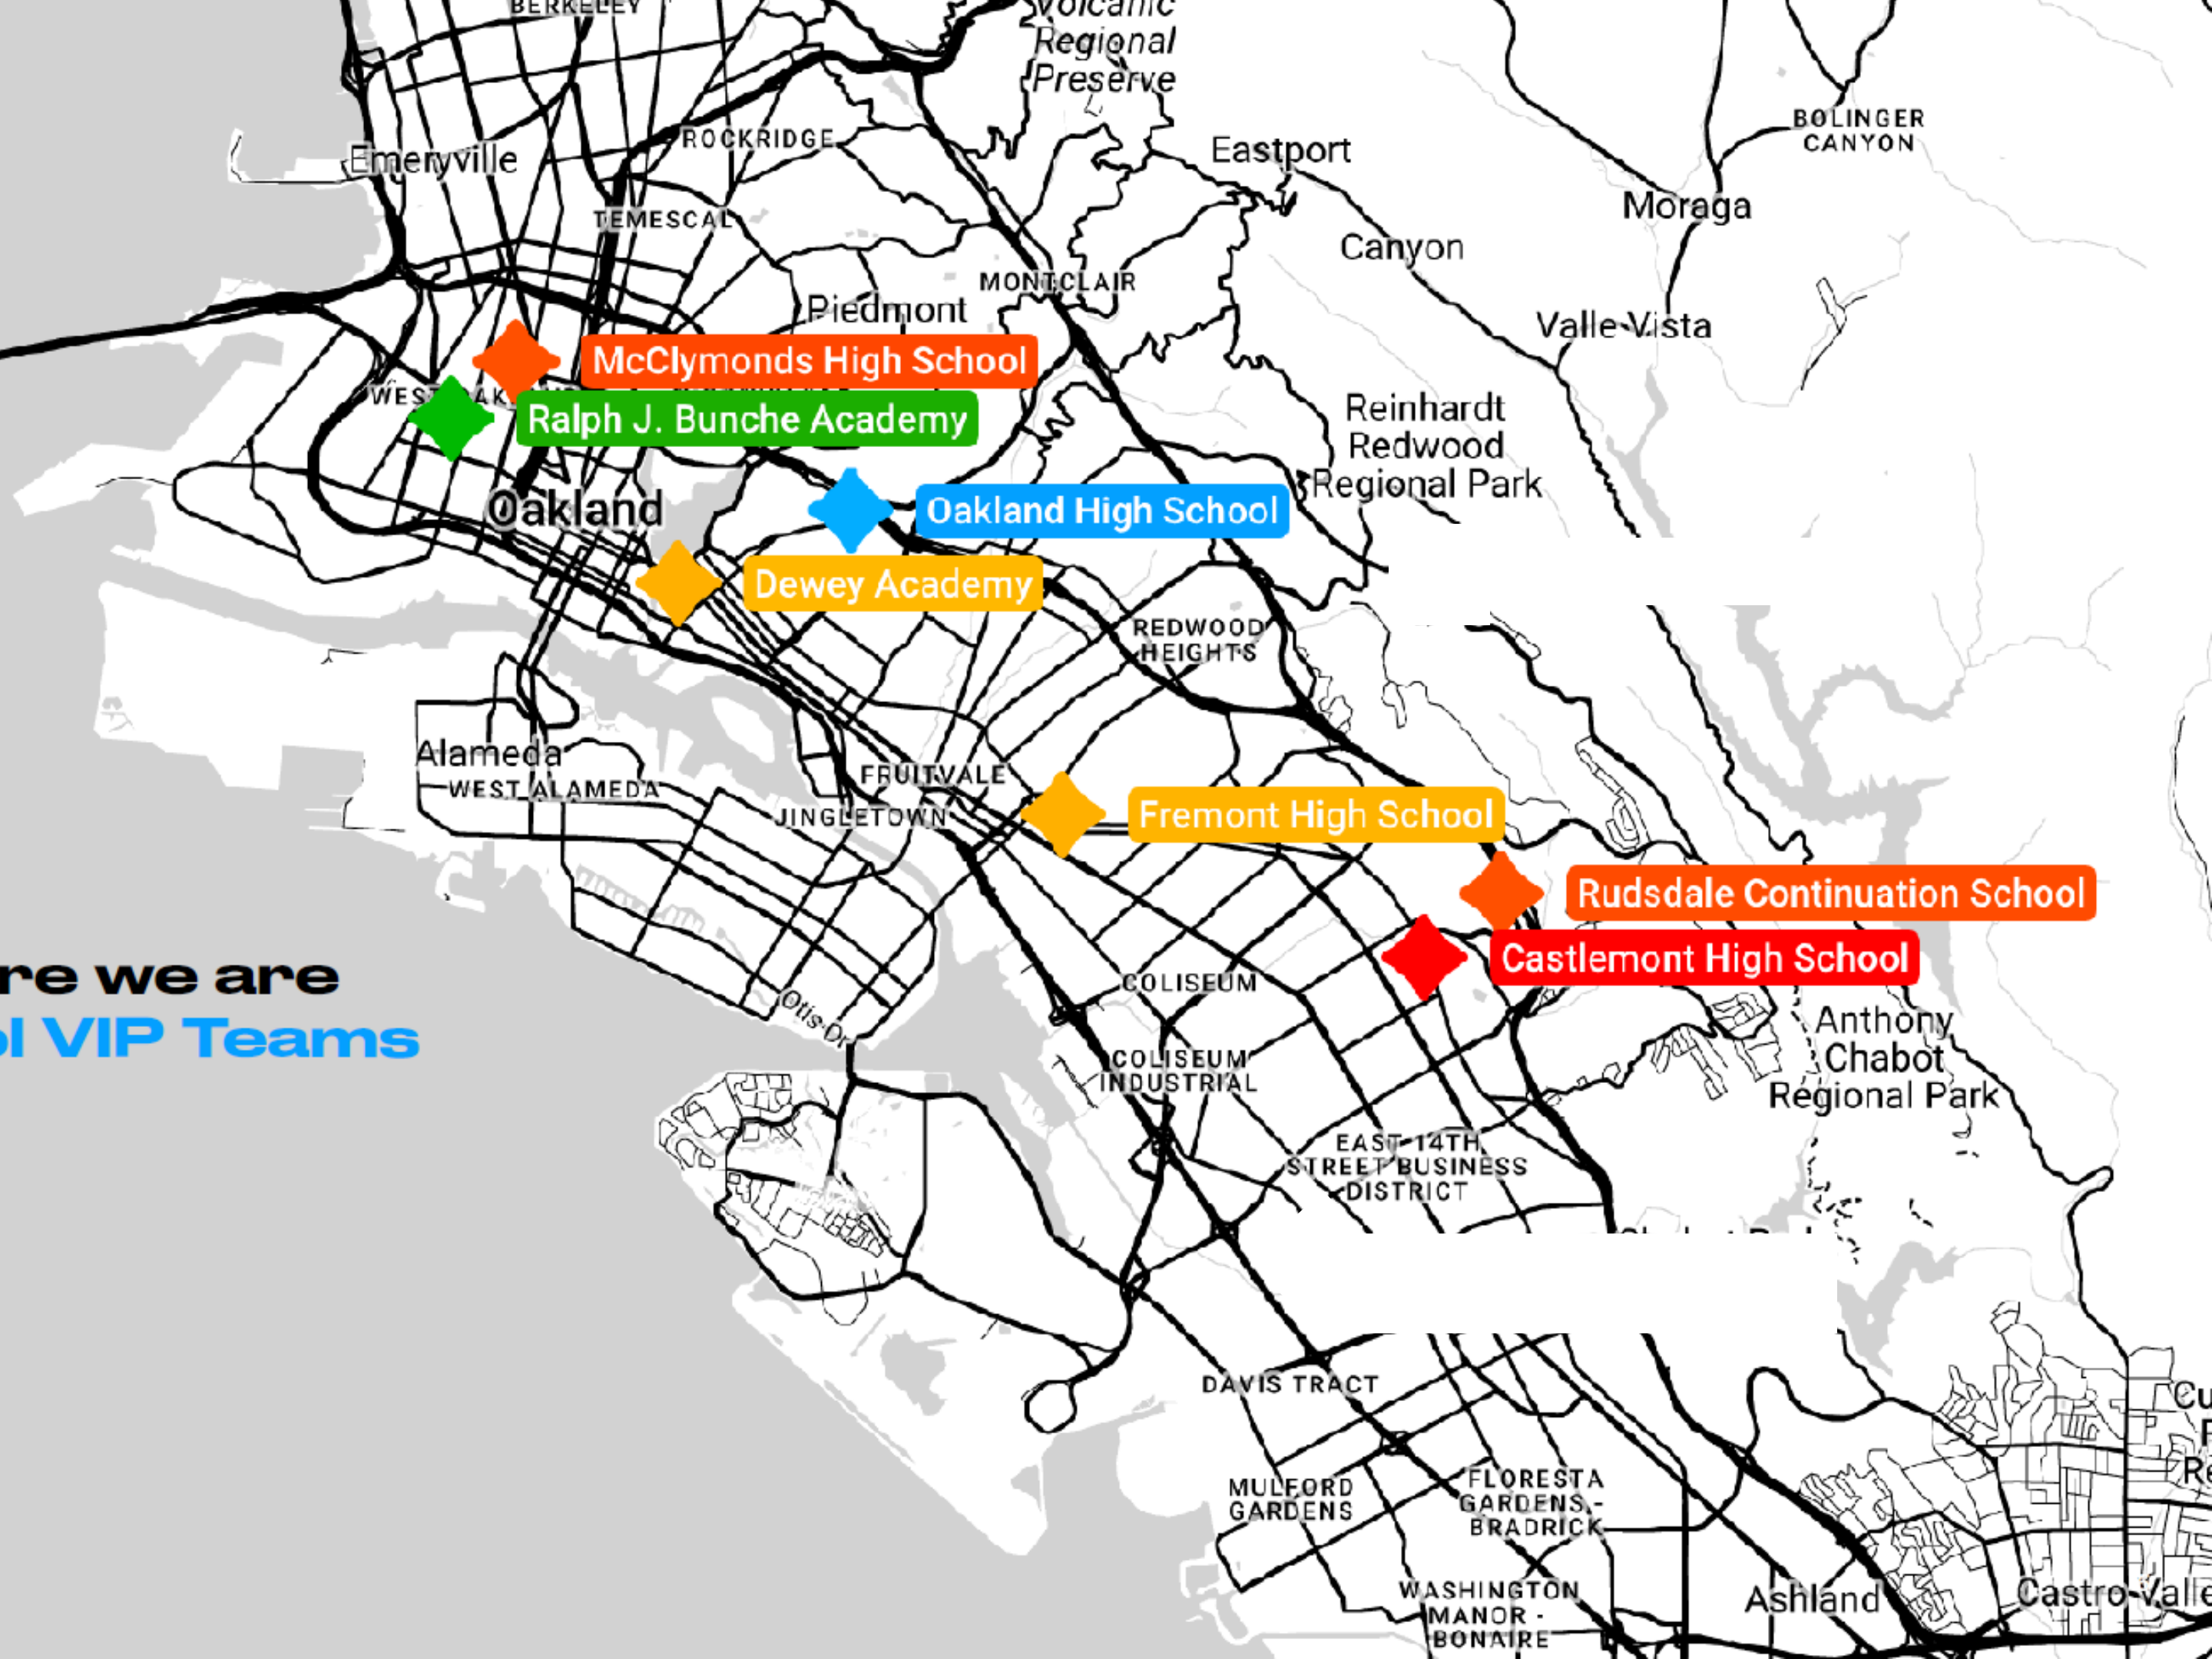 BERKELEY
Volcanic
Regional
Preserve
ROCKRIDGE
Emeryville
Eastport
BOLINGER
CANYON
Moraga
TEMESCAL
Canyon
MONTCLAIR
Piedmont
Valle Vista
McClymonds High School
Ralph J. Bunche Academy
Reinhardt
Redwood
Regional Park
Oakland
Oakland High School
Dewey Academy
REDWOOD
HEIGHTS
Alameda
WEST ALAMEDA
FRUITVALE
JINGLETOWN
Fremont High School
Rudsdale Continuation School
Castlemont High School
re we are
VIP Teams
COLISEUM
Otis Dr
COLISEUM
INDUSTRIAL
Anthony
Chabot
Regional Park
EAST 14TH
STREET BUSINESS
DISTRICT
DAVIS TRACT
MULFORD
GARDENS
FLORESTA
GARDENS -
BRADRICK
WASHINGTON
MANOR -
BONAIRE
Ashland
Castro Valle